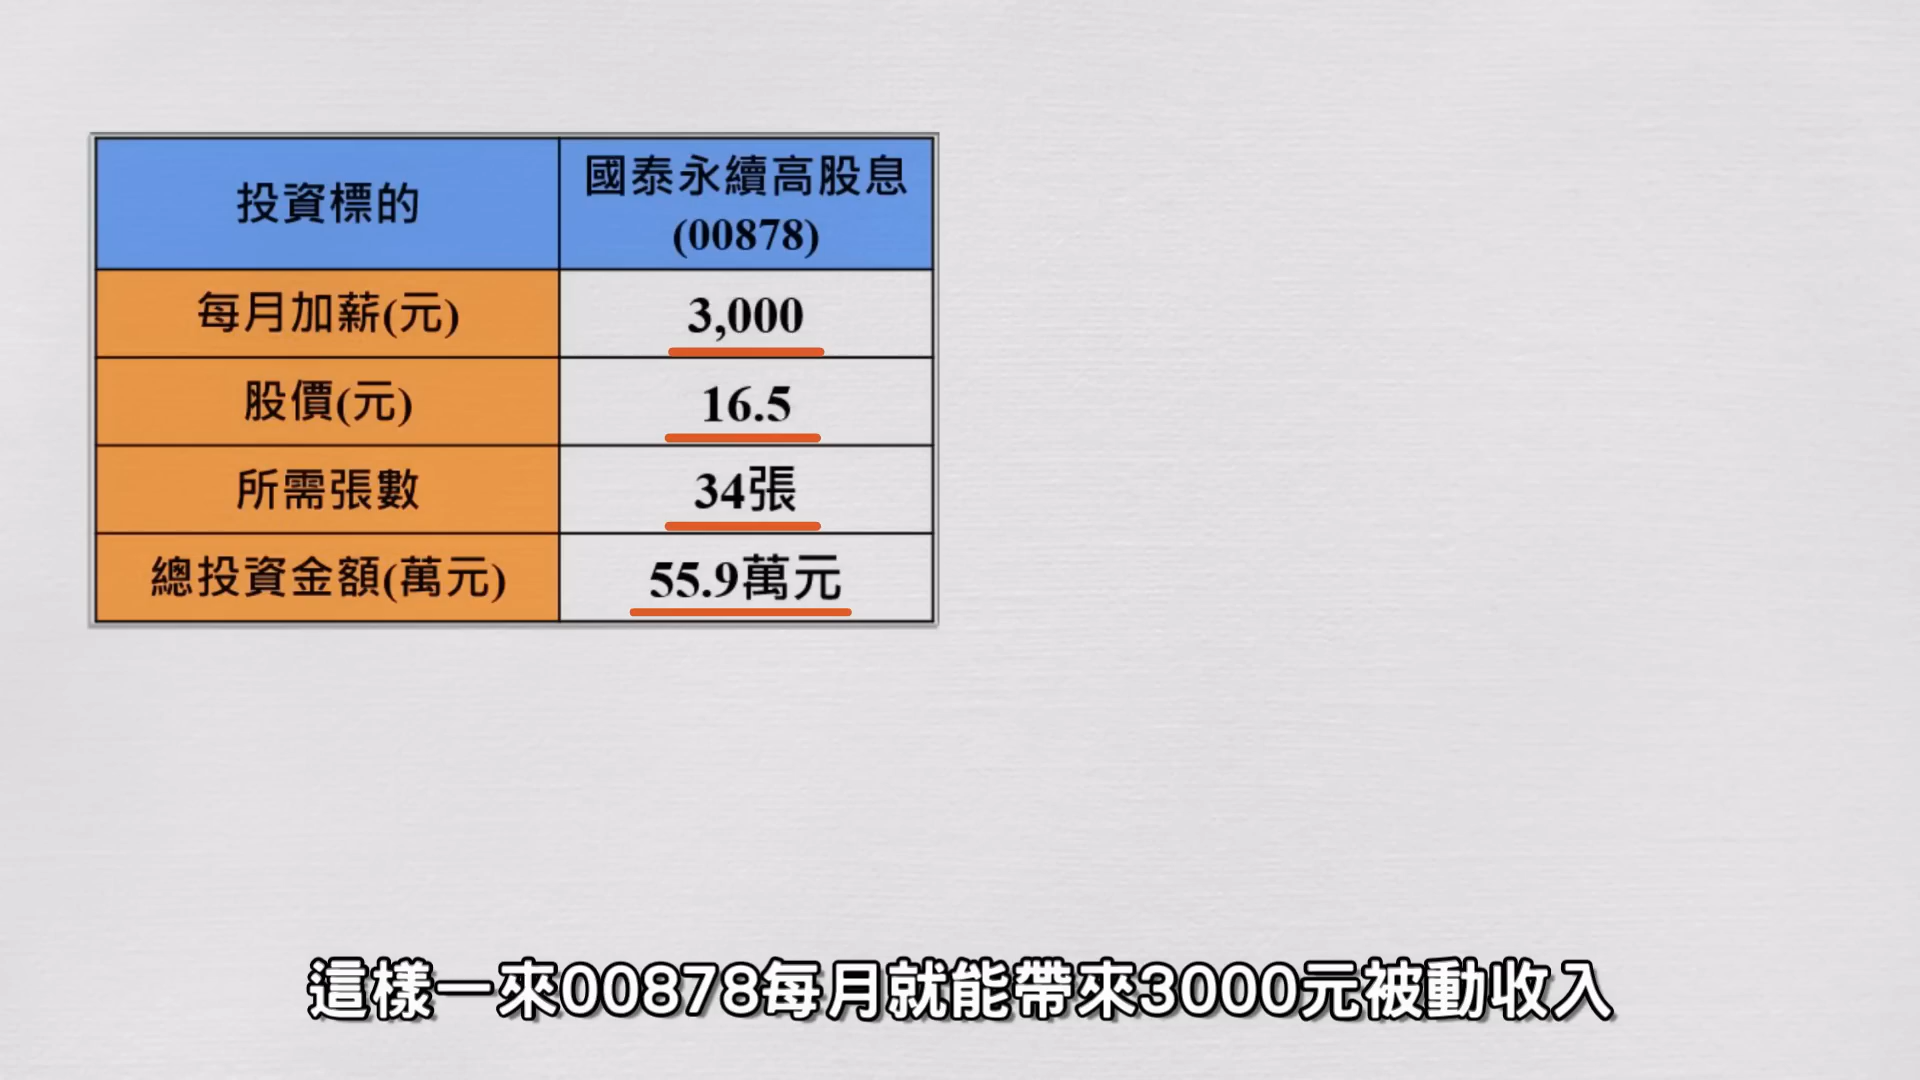 投資標的
國泰永續高股息
(00878)
每月加薪(元)
3,000
股價(元)
16.5
所需張數
34張
總投資金額(萬元)
55.9萬元
這樣一來00878每月就能帶來3000元被動收入